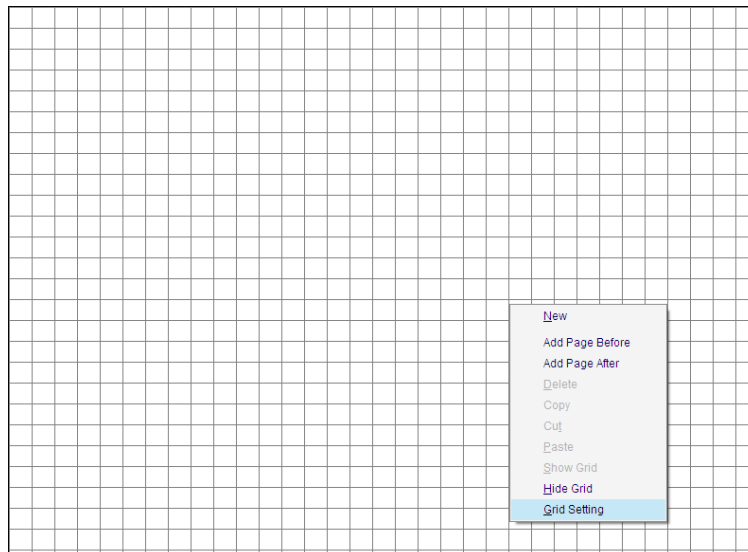 New
Add Page Before
Add Page After
Delete
Copy
Cut
Paste
Show Grid
Hide Grid
Grid Setting